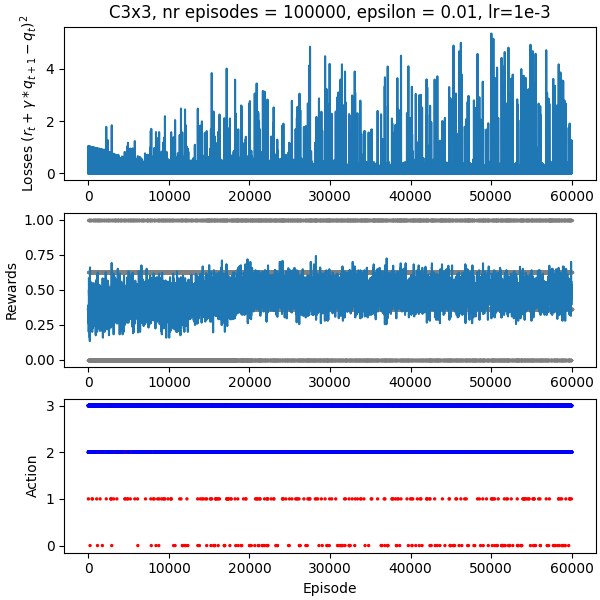 C3x3, nr episodes = 100000, epsilon = 0.01, lr=1e-3
Losses $(r_t + \gamma * q_{t+1} - q_t)^2$
4
2
0
0 10000 20000 30000 40000 50000 60000
Rewards
1.00
0.75
0.50
0.25
0.00
0 10000 20000 30000 40000 50000 60000
Action
3
2
1
0
0 10000 20000 30000 40000 50000 60000
Episode